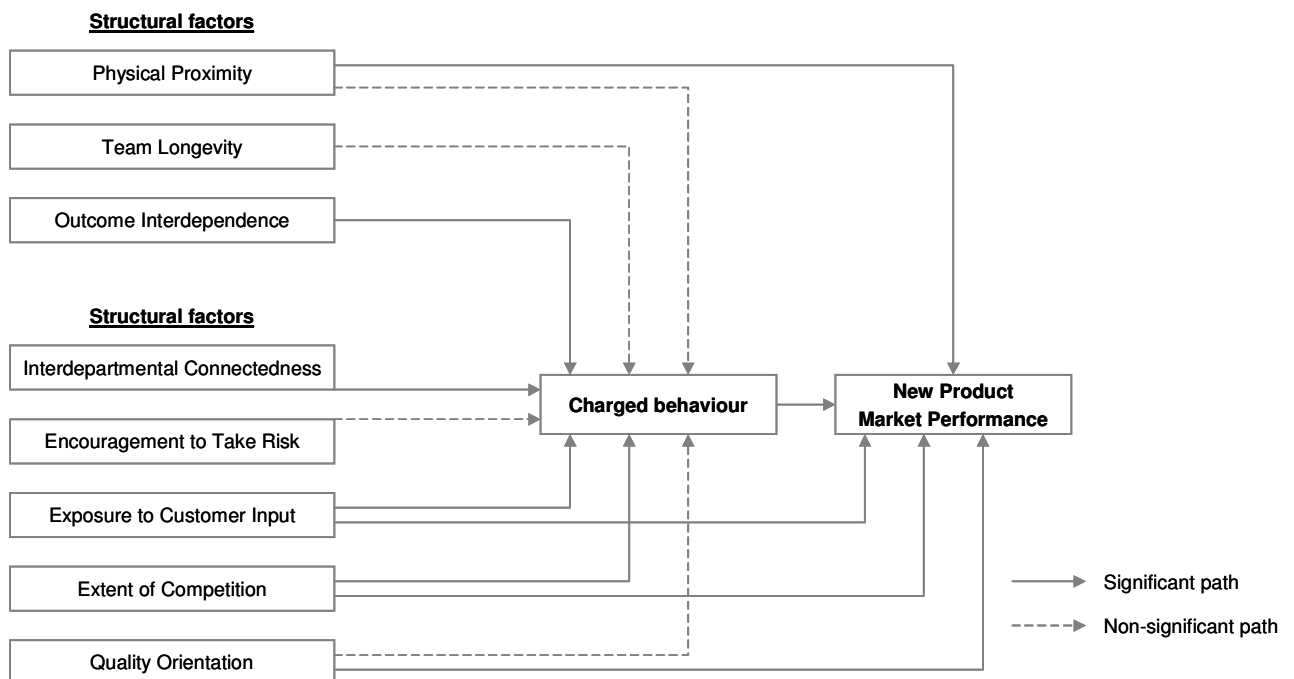 Structural factors
Physical Proximity
Team Longevity
Outcome Interdependence
Structural factors
Interdepartmental Connectedness
Encouragement to Take Risk
Exposure to Customer Input
Extent of Competition
Quality Orientation
Charged behaviour
New Product
Market Performance
Significant path
Non-significant path